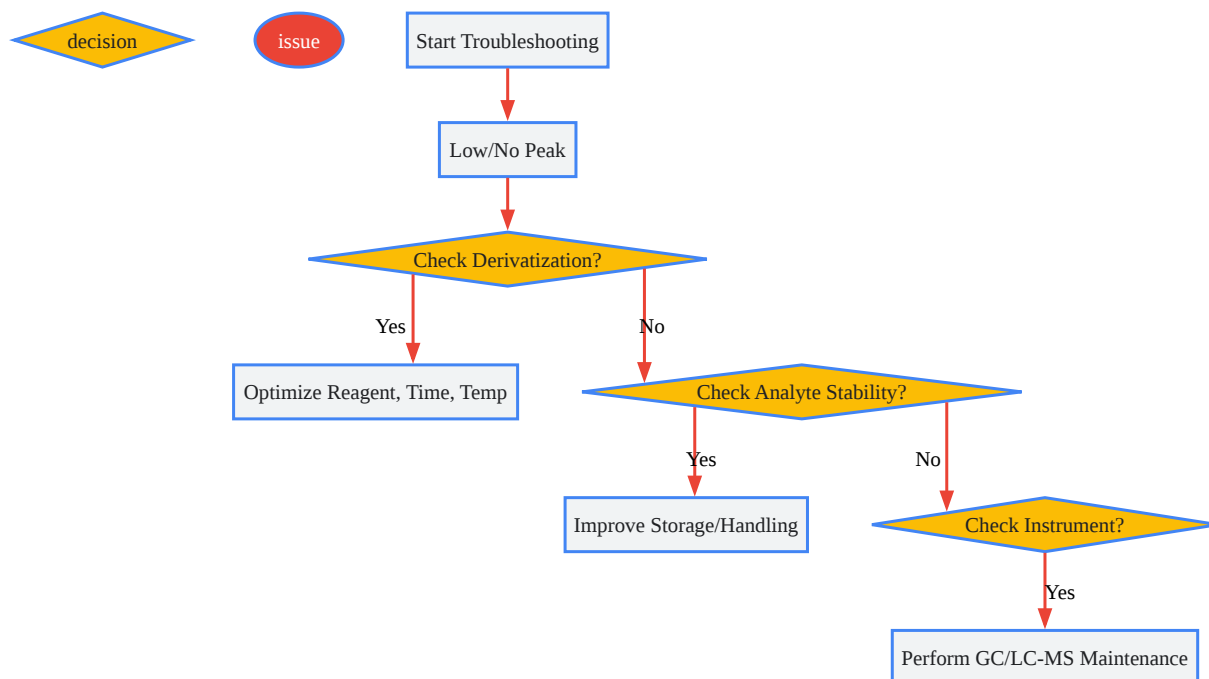 decision
issue
Start Troubleshooting
Low/No Peak
Check Derivatization?
Yes
No
Optimize Reagent, Time, Temp
Check Analyte Stability?
Yes
No
Improve Storage/Handling
Check Instrument?
Yes
Perform GC/LC-MS Maintenance